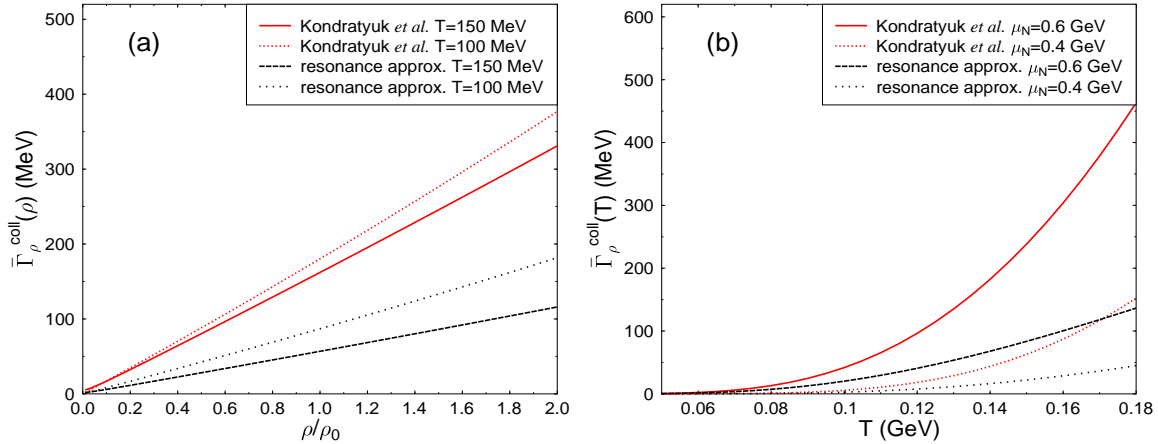 (a)
Kondratyuk et al. T=150 MeV
Kondratyuk et al. T=100 MeV
resonance approx. T=150 MeV
resonance approx. T=100 MeV
500
400
300
200
100
0
Γ̄ρ^coll(ρ) (MeV)
0.0 0.2 0.4 0.6 0.8 1.0 1.2 1.4 1.6 1.8 2.0
ρ/ρ₀
(b)
Kondratyuk et al. μN=0.6 GeV
Kondratyuk et al. μN=0.4 GeV
resonance approx. μN=0.6 GeV
resonance approx. μN=0.4 GeV
600
500
400
300
200
100
0
Γ̄ρ^coll(T) (MeV)
0.06 0.08 0.1 0.12 0.14 0.16 0.18
T (GeV)